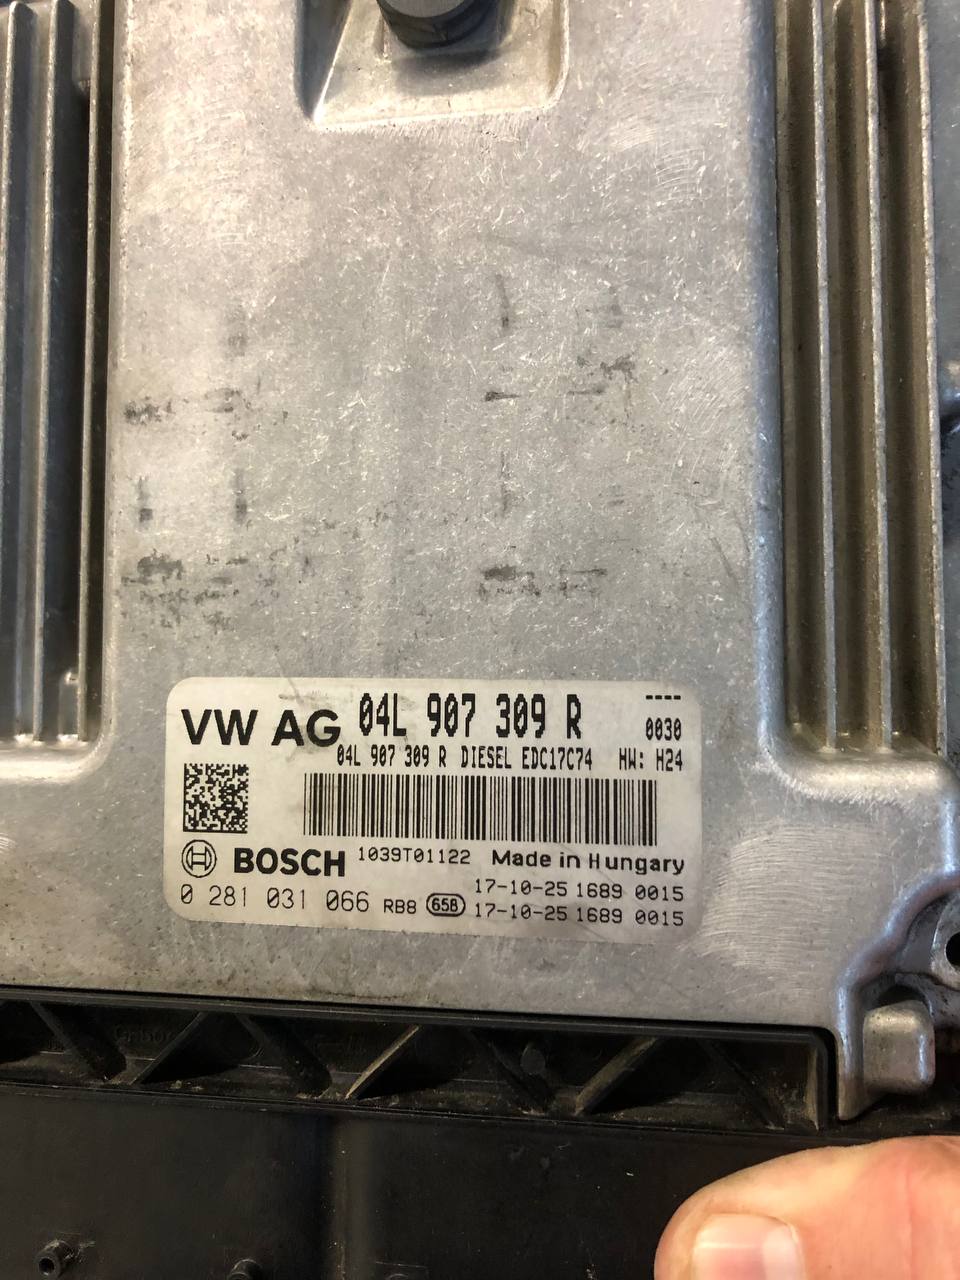 VW AG 04L 907 309 R ----
0030
04L 907 309 R DIESEL EDC17C74 HW: H24
BOSCH 1039T01122 Made in Hungary
17-10-25 1689 0015
0 281 031 066 RB8 65B 17-10-25 1689 0015